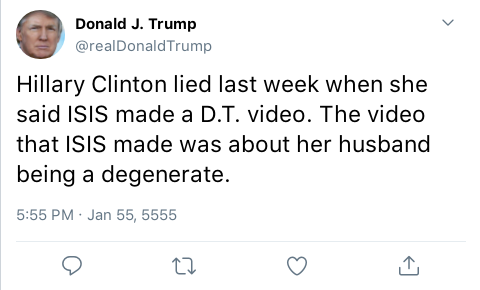 Donald J. Trump
@realDonaldTrump
Hillary Clinton lied last week when she
said ISIS made a D.T. video. The video
that ISIS made was about her husband
being a degenerate.
5:55 PM · Jan 55, 5555